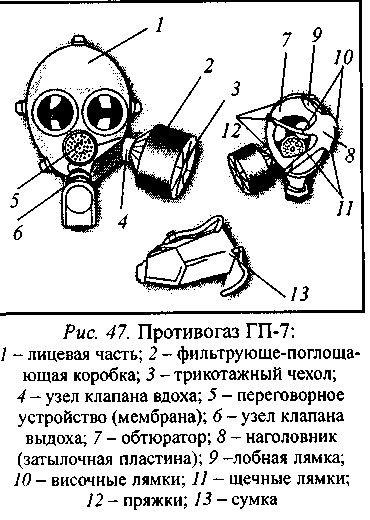 1
2
3
4
5
6
7
9
10
12
8
11
13
Рис. 47. Противогаз ГП-7:
1 – лицевая часть; 2 – фильтрующе-поглоща-
ющая коробка; 3 – трикотажный чехол;
4 – узел клапана вдоха; 5 – переговорное
устройство (мембрана); 6 – узел клапана
выдоха; 7 – обтюратор; 8 – наголовник
(затылочная пластина); 9 –лобная лямка;
10 – височные лямки; 11 – щечные лямки;
12 – пряжки; 13 – сумка